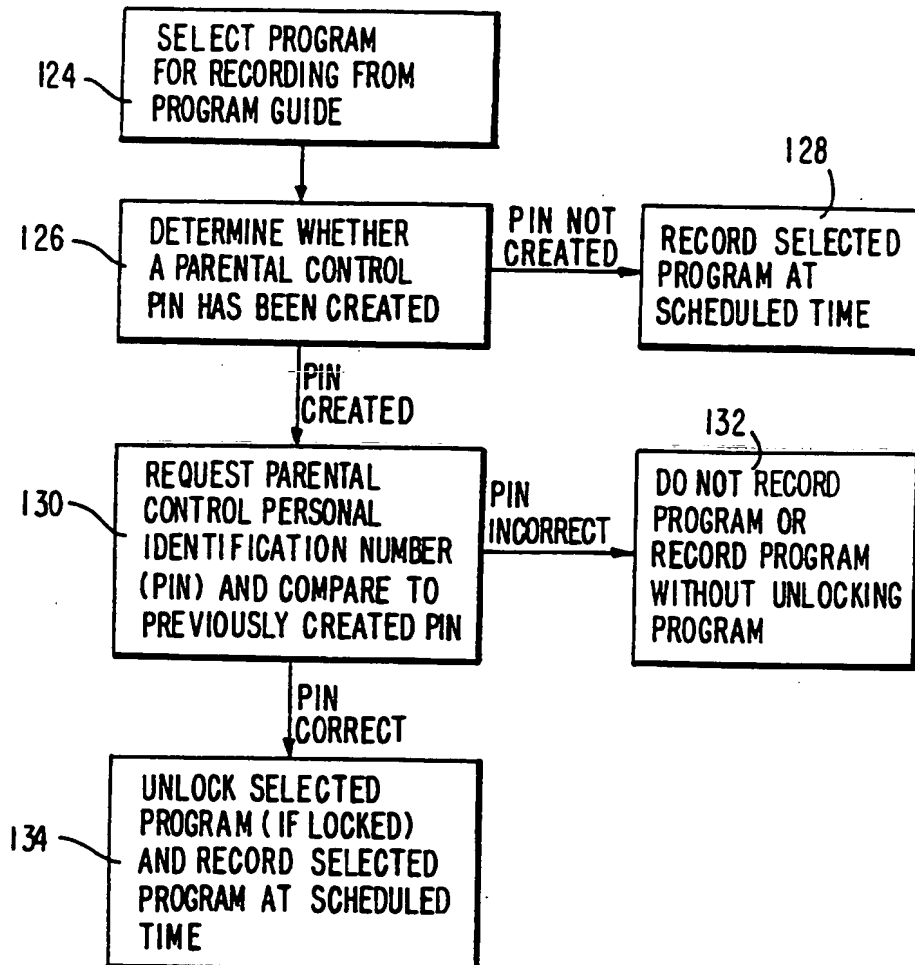 SELECT PROGRAM
FOR RECORDING FROM
PROGRAM GUIDE
124
128
126
DETERMINE WHETHER
A PARENTAL CONTROL
PIN HAS BEEN CREATED
PIN NOT
CREATED
RECORD SELECTED
PROGRAM AT
SCHEDULED TIME
PIN
CREATED
132
130
REQUEST PARENTAL
CONTROL PERSONAL
IDENTIFICATION NUMBER
(PIN) AND COMPARE TO
PREVIOUSLY CREATED PIN
PIN
INCORRECT
DO NOT RECORD
PROGRAM OR
RECORD PROGRAM
WITHOUT UNLOCKING
PROGRAM
PIN
CORRECT
134
UNLOCK SELECTED
PROGRAM (IF LOCKED)
AND RECORD SELECTED
PROGRAM AT SCHEDULED
TIME